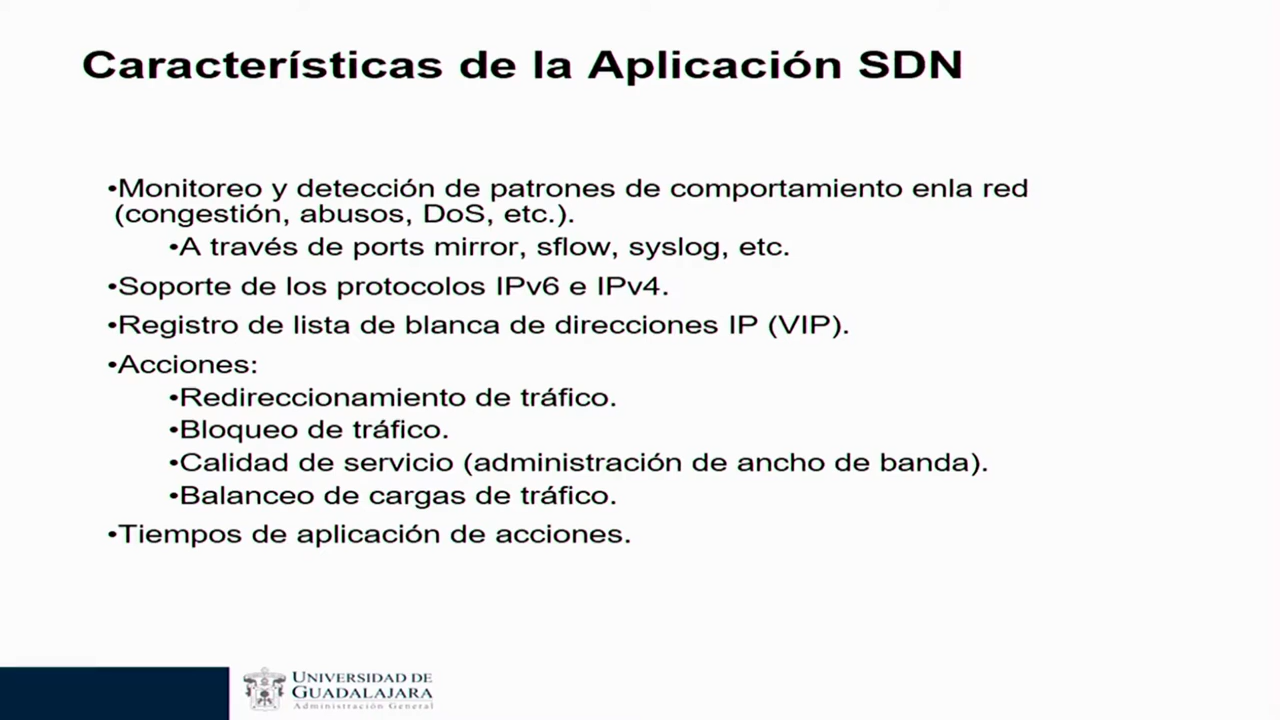 Características de la Aplicación SDN
•Monitoreo y detección de patrones de comportamiento enla red
(congestión, abusos, DoS, etc.).
•A través de ports mirror, sflow, syslog, etc.
•Soporte de los protocolos IPv6 e IPv4.
•Registro de lista de blanca de direcciones IP (VIP).
•Acciones:
•Redireccionamiento de tráfico.
•Bloqueo de tráfico.
•Calidad de servicio (administración de ancho de banda).
•Balanceo de cargas de tráfico.
•Tiempos de aplicación de acciones.
UNIVERSIDAD DE
GUADALAJARA
Administración General